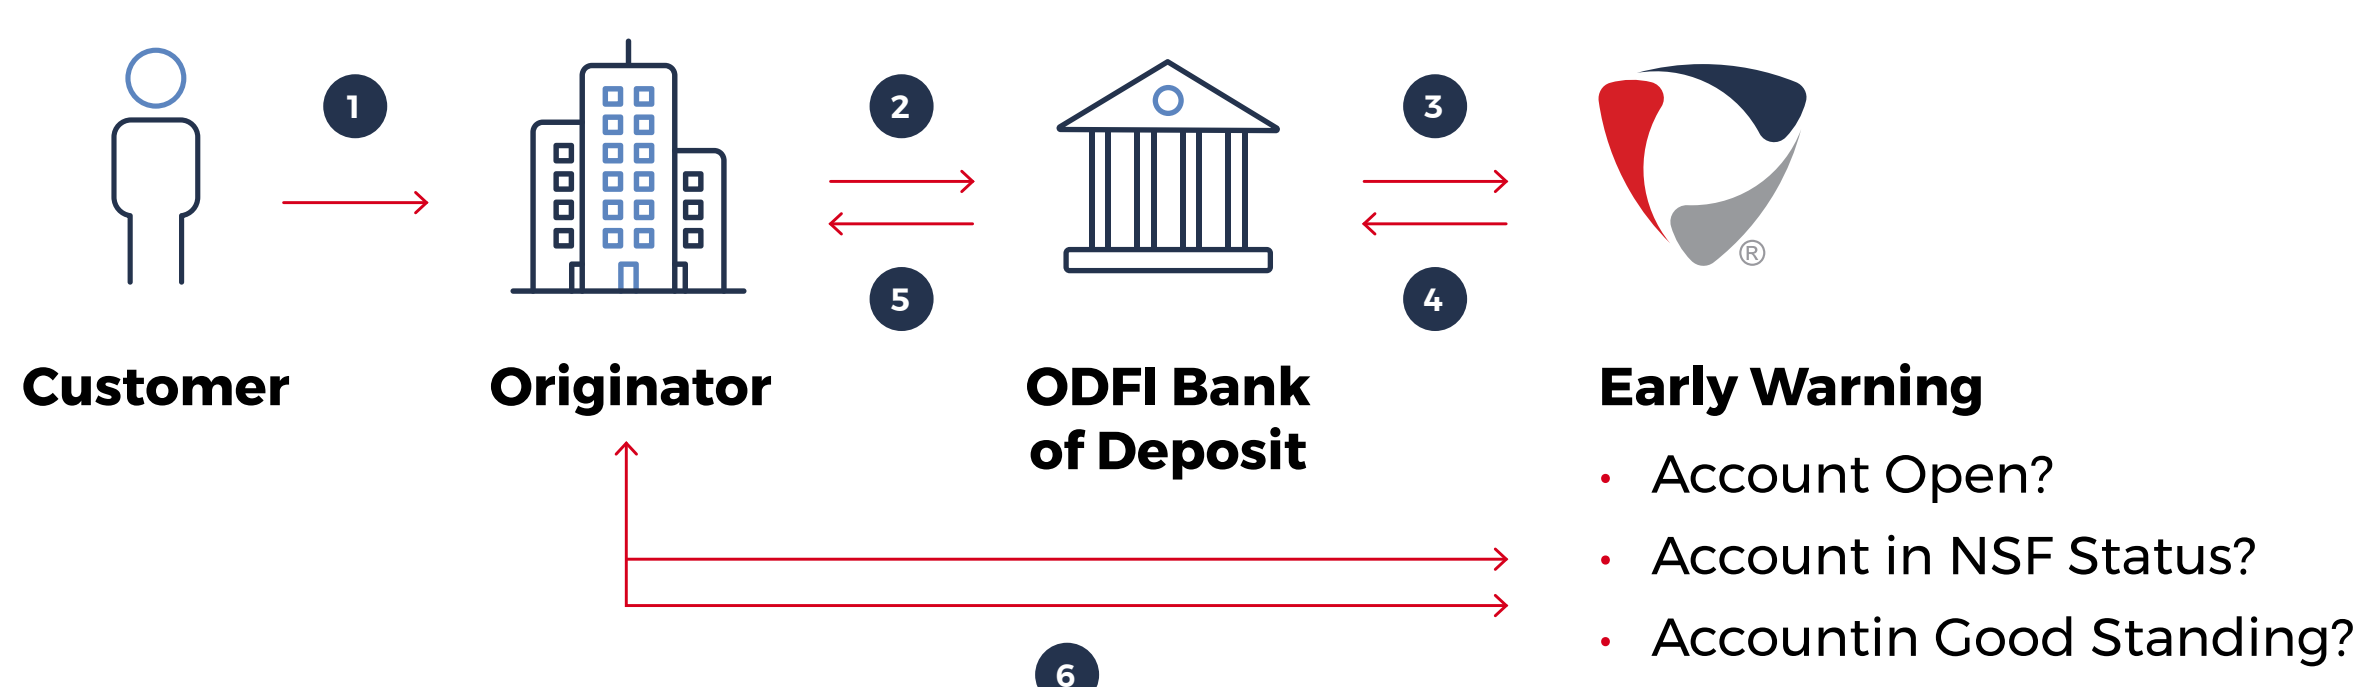 1
2
3
®
5
4
Customer
Originator
ODFI Bank
of Deposit
Early Warning
• Account Open?
• Account in NSF Status?
• Accountin Good Standing?
6